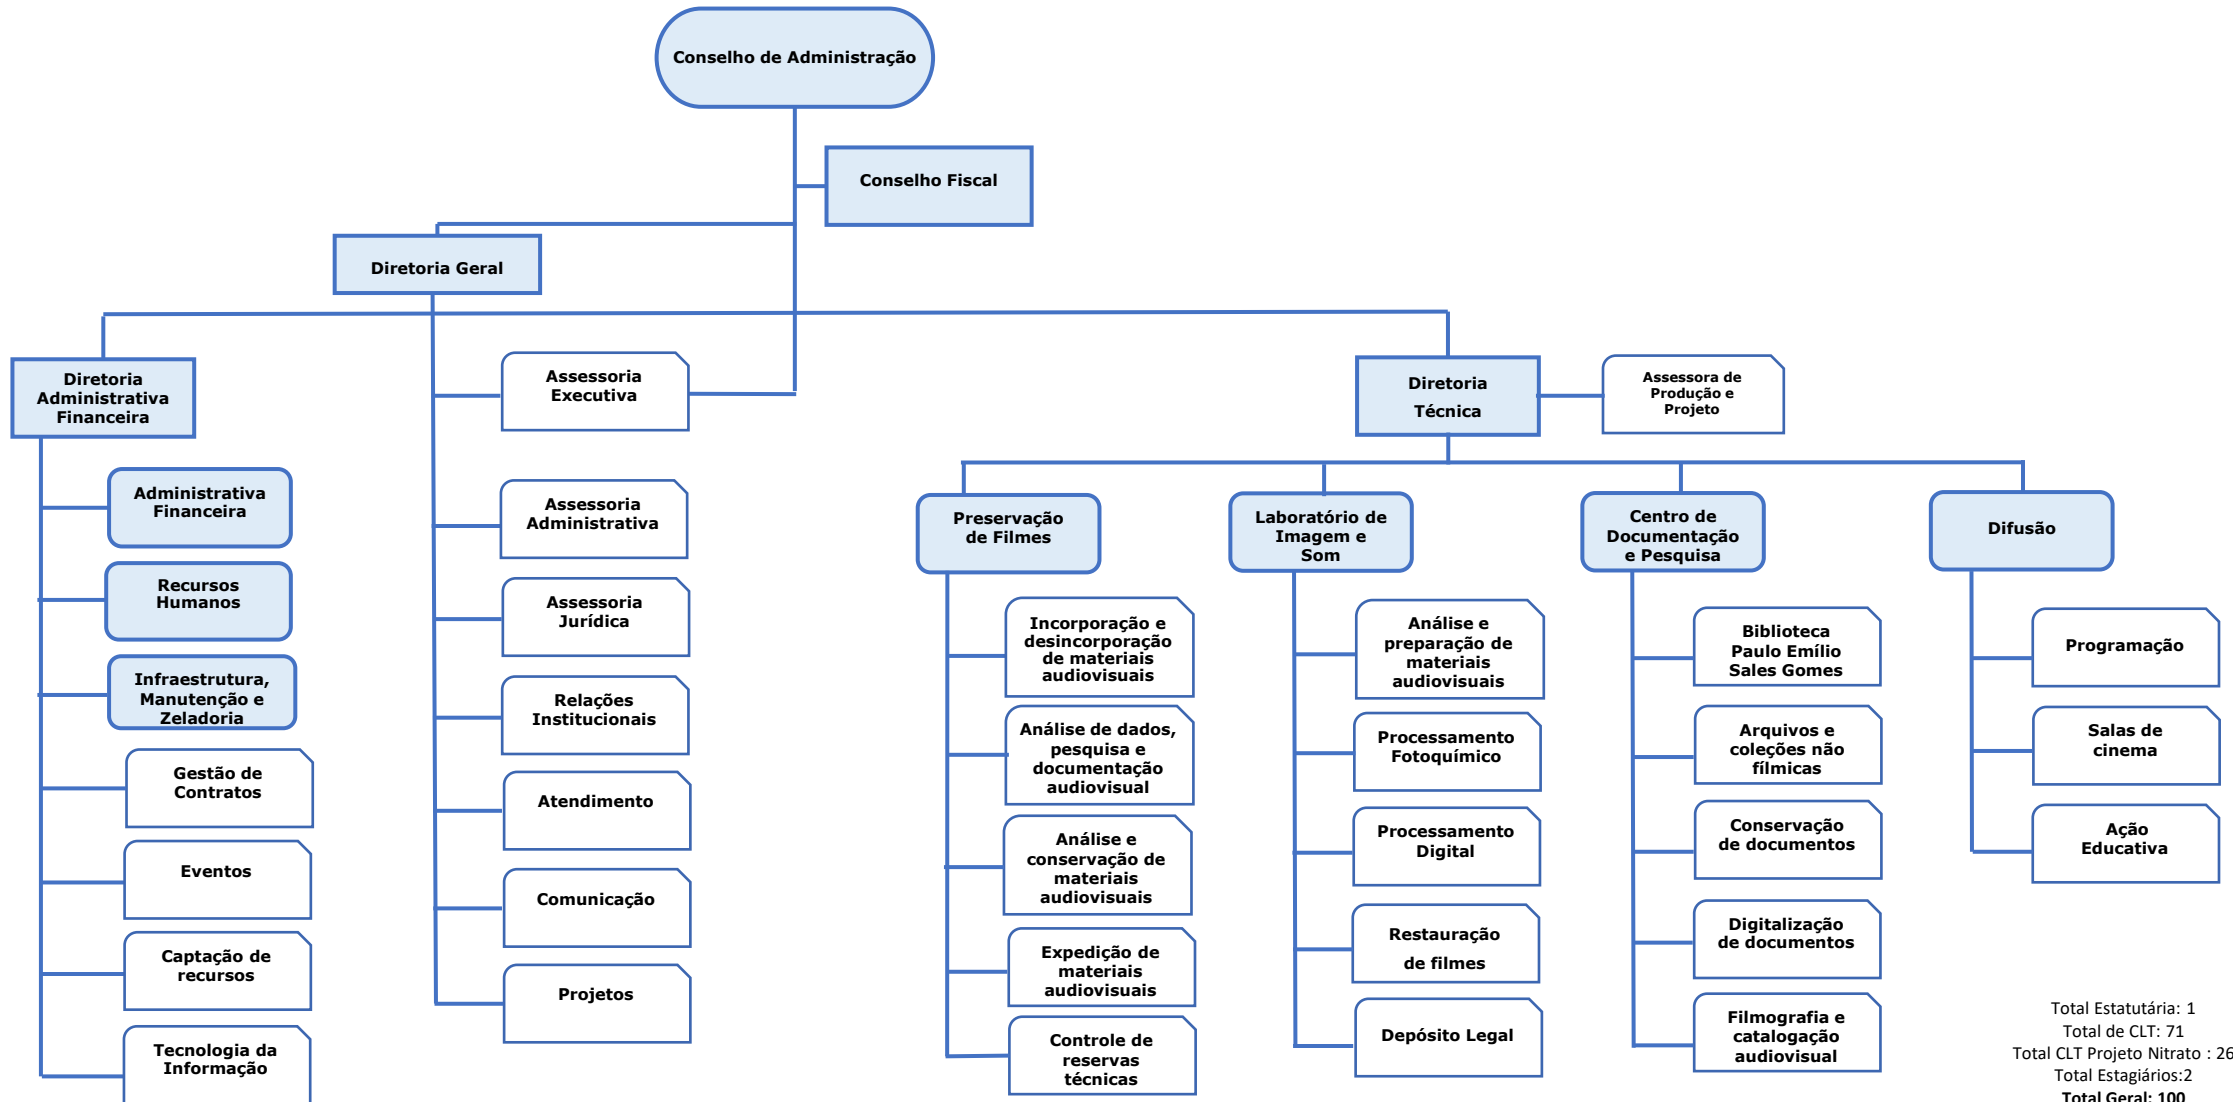 Conselho de Administração
Conselho Fiscal
Diretoria Geral
Diretoria
Administrativa
Financeira
Administrativa
Financeira
Recursos
Humanos
Infraestrutura,
Manutenção e
Zeladoria
Gestão de
Contratos
Eventos
Captação de
recursos
Tecnologia da
Informação
Assessoria
Executiva
Assessoria
Administrativa
Assessoria
Jurídica
Relações
Institucionais
Atendimento
Comunicação
Projetos
Diretoria
Técnica
Assessora de
Produção e
Projeto
Preservação
de Filmes
Incorporação e
desincorporação
de materiais
audiovisuais
Análise de dados,
pesquisa e
documentação
audiovisual
Análise e
conservação de
materiais
audiovisuais
Expedição de
materiais
audiovisuais
Controle de
reservas
técnicas
Laboratório de
Imagem e
Som
Análise e
preparação de
materiais
audiovisuais
Processamento
Fotoquímico
Processamento
Digital
Restauração
de filmes
Depósito Legal
Centro de
Documentação
e Pesquisa
Biblioteca
Paulo Emílio
Sales Gomes
Arquivos e
coleções não
fílmicas
Conservação
de documentos
Digitalização
de documentos
Filmografia e
catalogação
audiovisual
Difusão
Programação
Salas de
cinema
Ação
Educativa
Total Estatutária: 1
Total de CLT: 71
Total CLT Projeto Nitrato : 26
Total Estagiários:2
Total Geral: 100